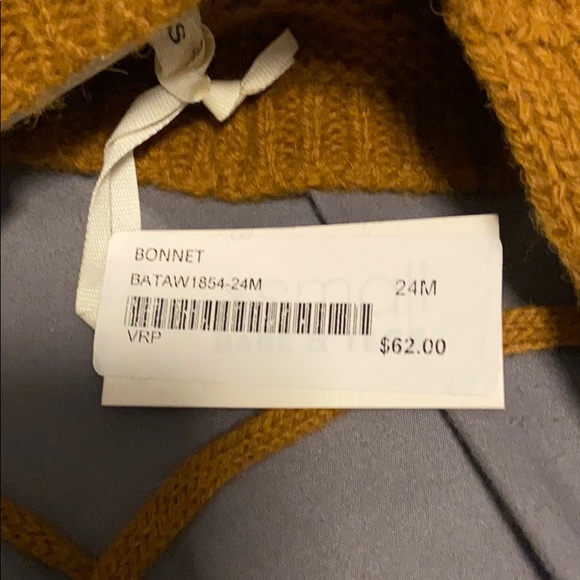 S
BONNET
BATAW1854-24M
24M
VRP
$62.00